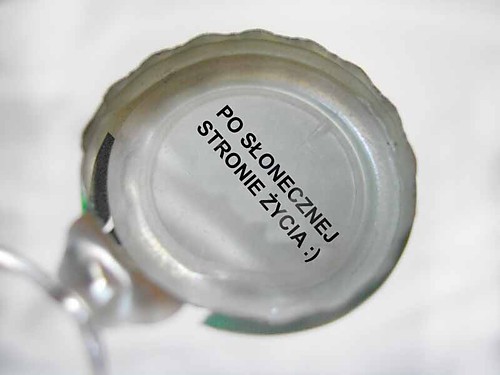 PO SŁONECZNEJ
STRONIE ŻYCIA :)